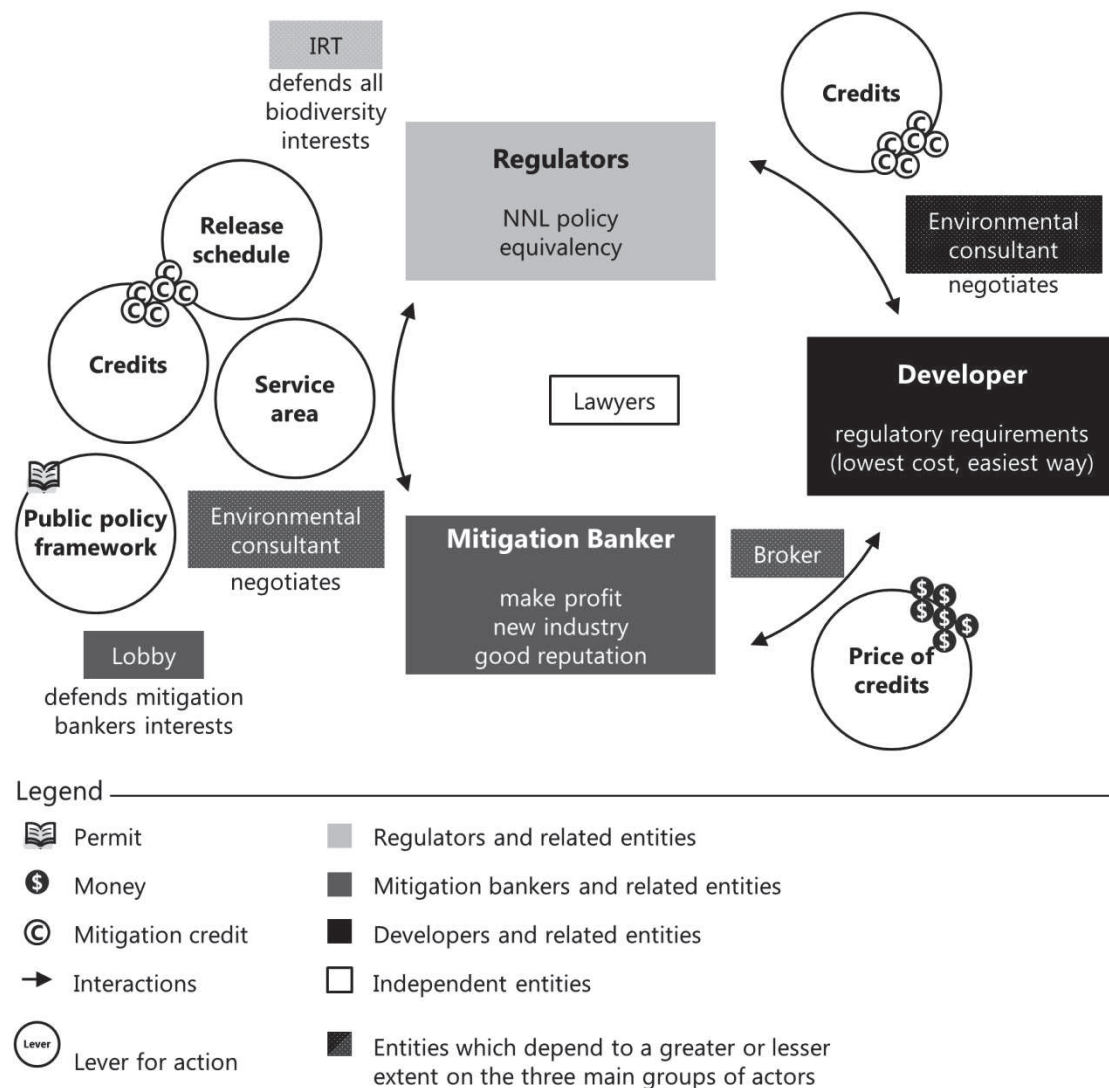 IRT
defends all
biodiversity
interests
Regulators
NNL policy
equivalency
Credits
C C C C C C
Environmental
consultant
negotiates
Release
schedule
C C C C C C
Credits
Service
area
Lawyers
Developer
regulatory requirements
(lowest cost, easiest way)
Public policy
framework
Environmental
consultant
negotiates
Mitigation Banker
make profit
new industry
good reputation
Broker
$ $ $ $ $ $
Price of
credits
Lobby
defends mitigation
bankers interests
Legend
Permit
$ Money
C Mitigation credit
Interactions
Lever
Lever for action
Regulators and related entities
Mitigation bankers and related entities
Developers and related entities
Independent entities
Entities which depend to a greater or lesser
extent on the three main groups of actors